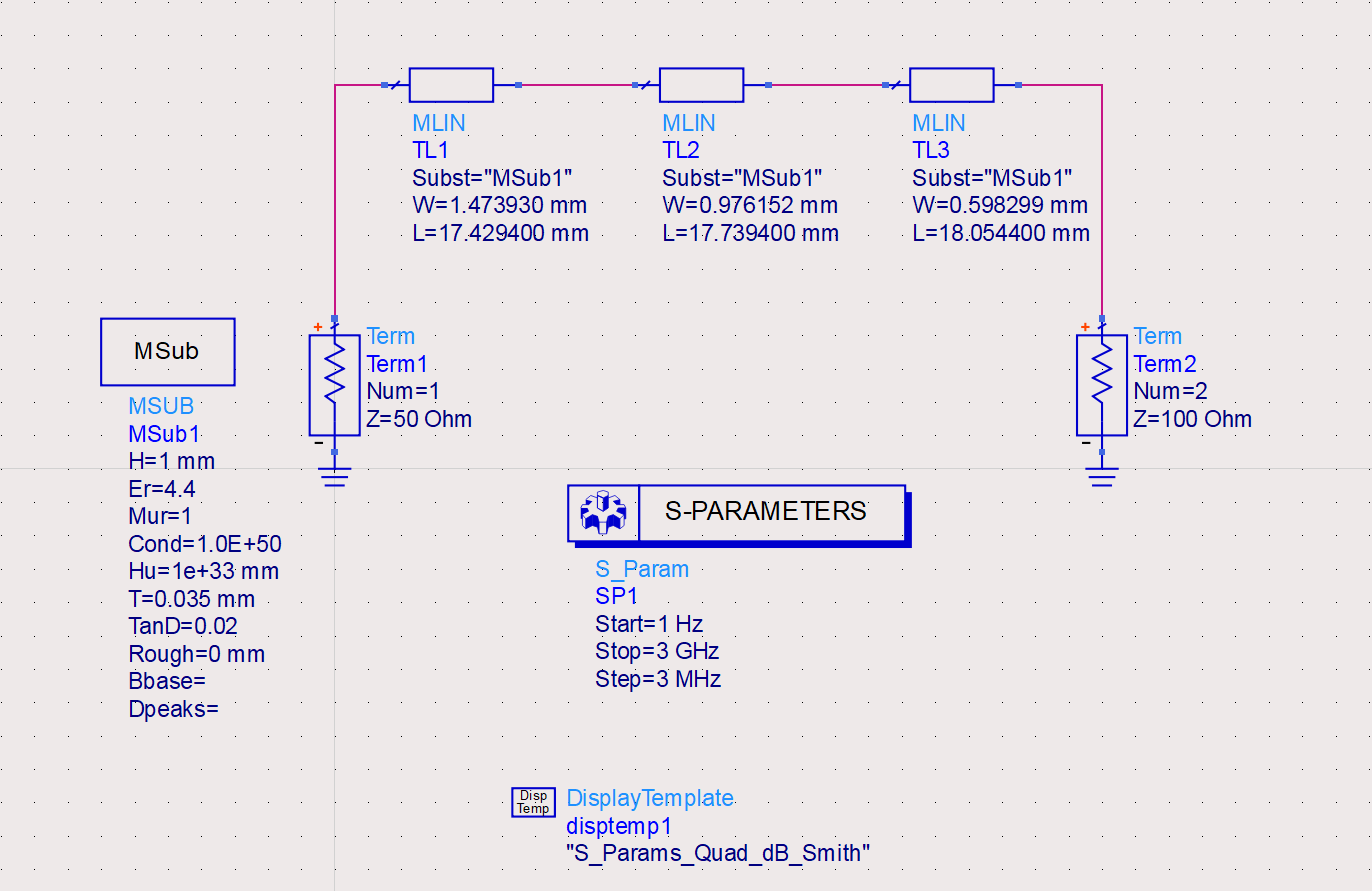 MLIN
TL1
Subst="MSub1"
W=1.473930 mm
L=17.429400 mm
MLIN
TL2
Subst="MSub1"
W=0.976152 mm
L=17.739400 mm
MLIN
TL3
Subst="MSub1"
W=0.598299 mm
L=18.054400 mm
MSub
MSUB
MSub1
H=1 mm
Er=4.4
Mur=1
Cond=1.0E+50
Hu=1e+33 mm
T=0.035 mm
TanD=0.02
Rough=0 mm
Bbase=
Dpeaks=
+
Term
Term1
Num=1
Z=50 Ohm
-
+
Term
Term2
Num=2
Z=100 Ohm
-
S-PARAMETERS
S_Param
SP1
Start=1 Hz
Stop=3 GHz
Step=3 MHz
Disp
Temp
DisplayTemplate
disptemp1
"S_Params_Quad_dB_Smith"